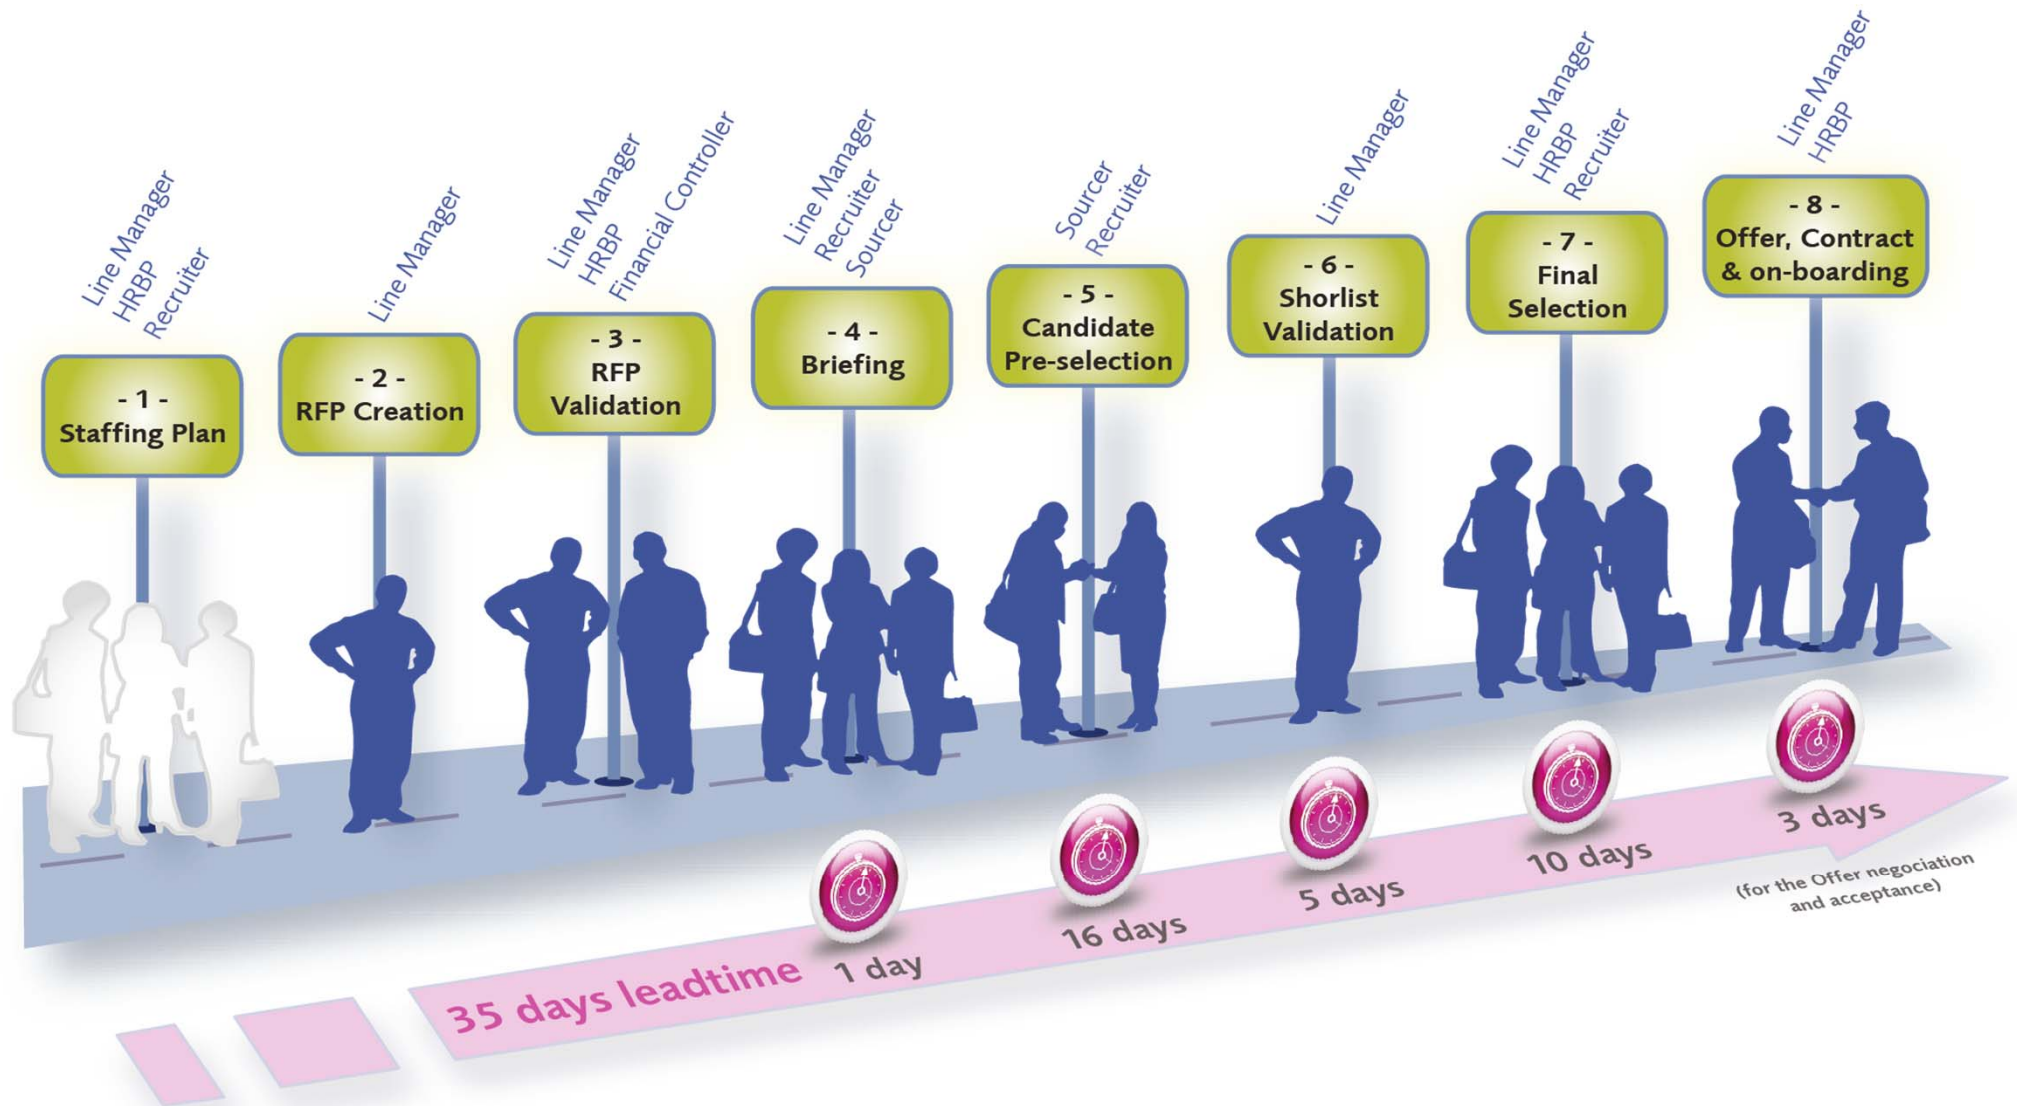 Line Manager
HRBP
Recruiter
- 1 -
Staffing Plan
Line Manager
- 2 -
RFP Creation
Line Manager
HRBP
Financial Controller
- 3 -
RFP
Validation
Line Manager
Recruiter
Sourcer
- 4 -
Briefing
Sourcer
Recruiter
- 5 -
Candidate
Pre-selection
Line Manager
- 6 -
Shorlist
Validation
Line Manager
HRBP
Recruiter
- 7 -
Final
Selection
Line Manager
HRBP
- 8 -
Offer, Contract
& on-boarding
35 days leadtime
1 day
16 days
5 days
10 days
3 days
(for the Offer negociation
and acceptance)